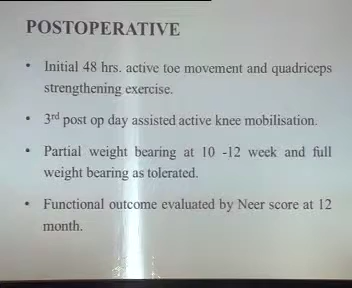 POSTOPERATIVE
• Initial 48 hrs. active toe movement and quadriceps
strengthening exercise.
• 3rd post op day assisted active knee mobilisation.
• Partial weight bearing at 10 -12 week and full
weight bearing as tolerated.
• Functional outcome evaluated by Neer score at 12
month.